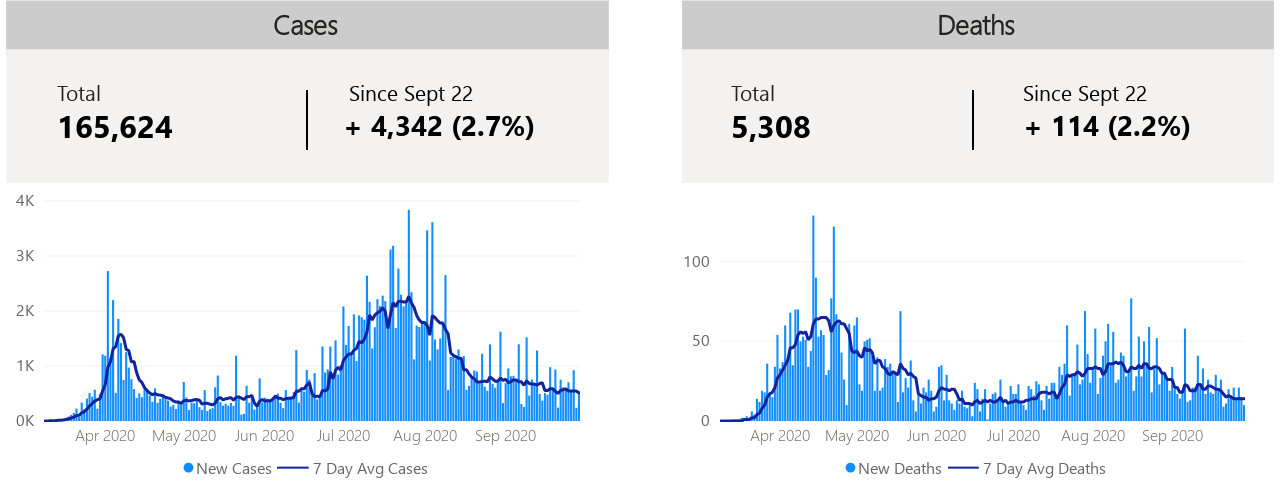 Cases
Total
165,624
Since Sept 22
+ 4,342 (2.7%)
4K
3K
2K
1K
0K
Apr 2020 May 2020 Jun 2020 Jul 2020 Aug 2020 Sep 2020
New Cases 7 Day Avg Cases
Deaths
Total
5,308
Since Sept 22
+ 114 (2.2%)
100
50
0
Apr 2020 May 2020 Jun 2020 Jul 2020 Aug 2020 Sep 2020
New Deaths 7 Day Avg Deaths